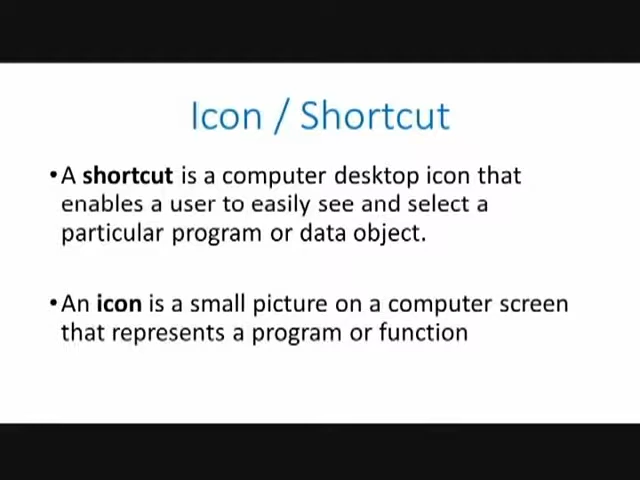 Icon / Shortcut
•A shortcut is a computer desktop icon that
enables a user to easily see and select a
particular program or data object.
•An icon is a small picture on a computer screen
that represents a program or function